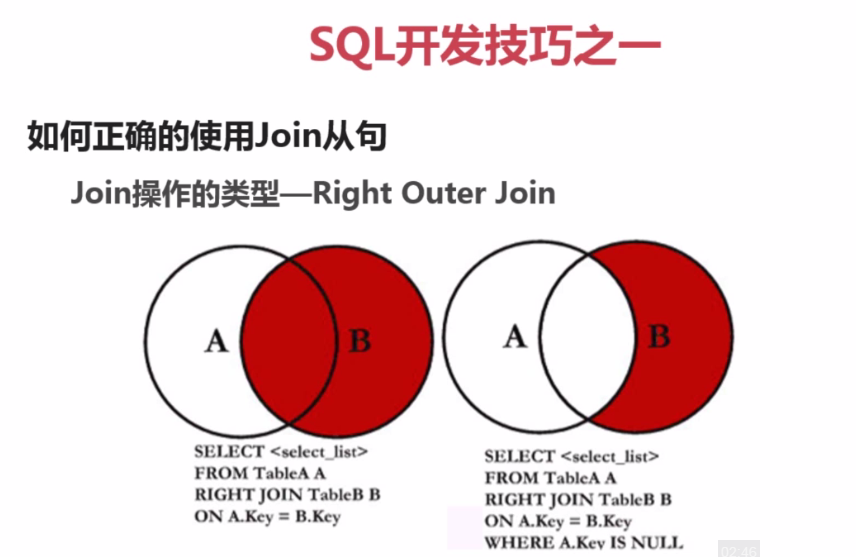 SQL开发技巧之一
如何正确的使用Join从句
Join操作的类型—Right Outer Join
A
B
A
B
SELECT <select_list>
FROM TableA A
RIGHT JOIN TableB B
ON A.Key = B.Key
SELECT <select_list>
FROM TableA A
RIGHT JOIN TableB B
ON A.Key = B.Key
WHERE A.Key IS NULL
02:46